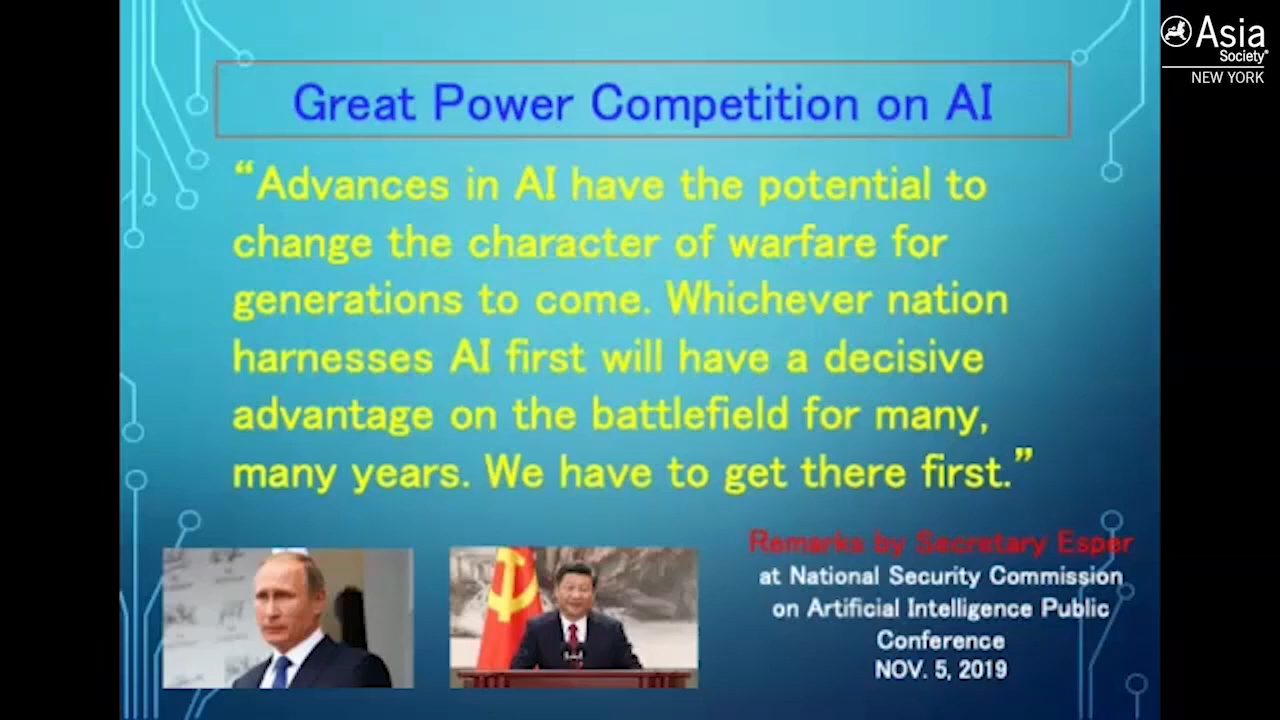 Asia
Society
NEW YORK
Great Power Competition on AI
“Advances in AI have the potential to
change the character of warfare for
generations to come. Whichever nation
harnesses AI first will have a decisive
advantage on the battlefield for many,
many years. We have to get there first.”
Remarks by Secretary Esper
at National Security Commission
on Artificial Intelligence Public
Conference
NOV. 5, 2019